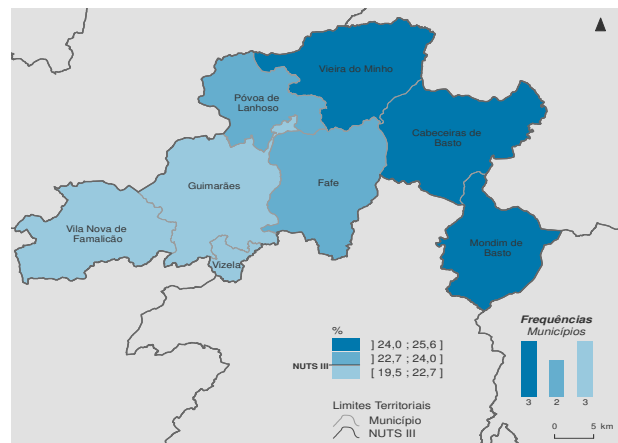 Vieira do Minho
Póvoa de
Lanhoso
Cabeceiras de
Basto
Guimarães
Fafe
Vila Nova de
Famalicão
Mondim de
Basto
Vizela
%
] 24,0 ; 25,6 ]
] 22,7 ; 24,0 ]
NUTS III
[ 19,5 ; 22,7 ]
Frequências
Municípios
3 2 3
Limites Territoriais
Município
NUTS III
0 5 km